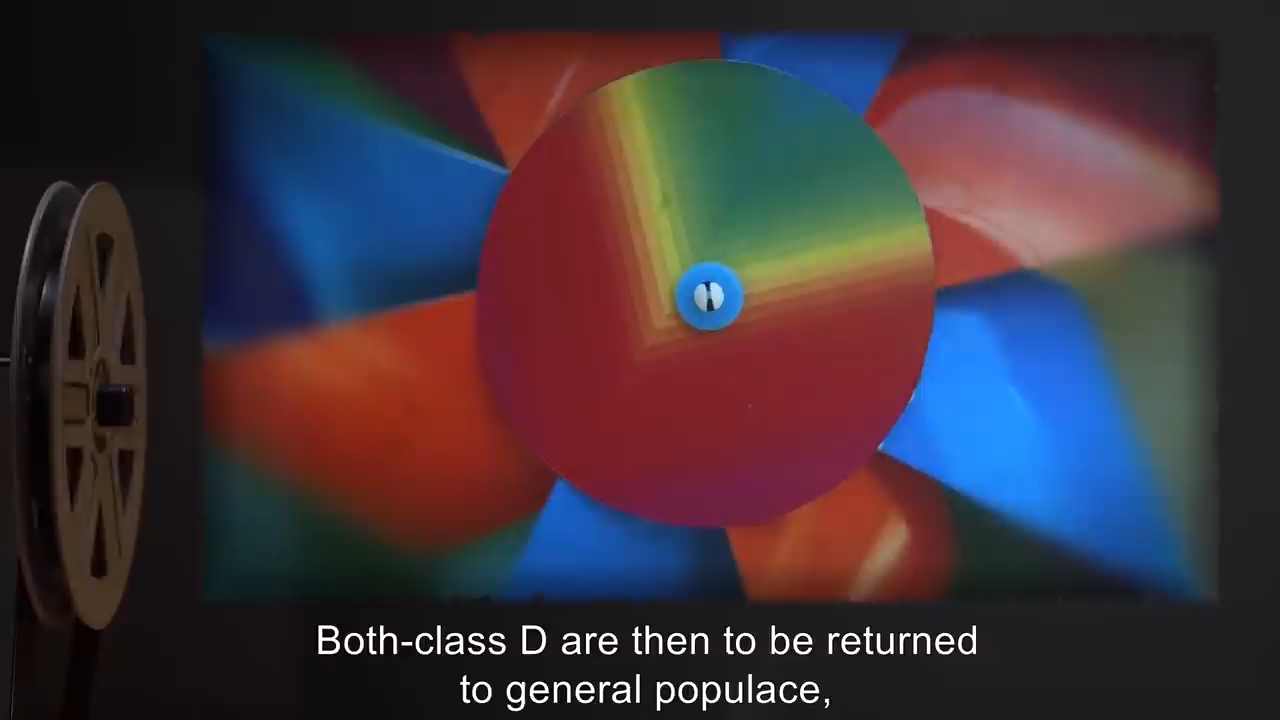 Both-class D are then to be returned
to general populace,